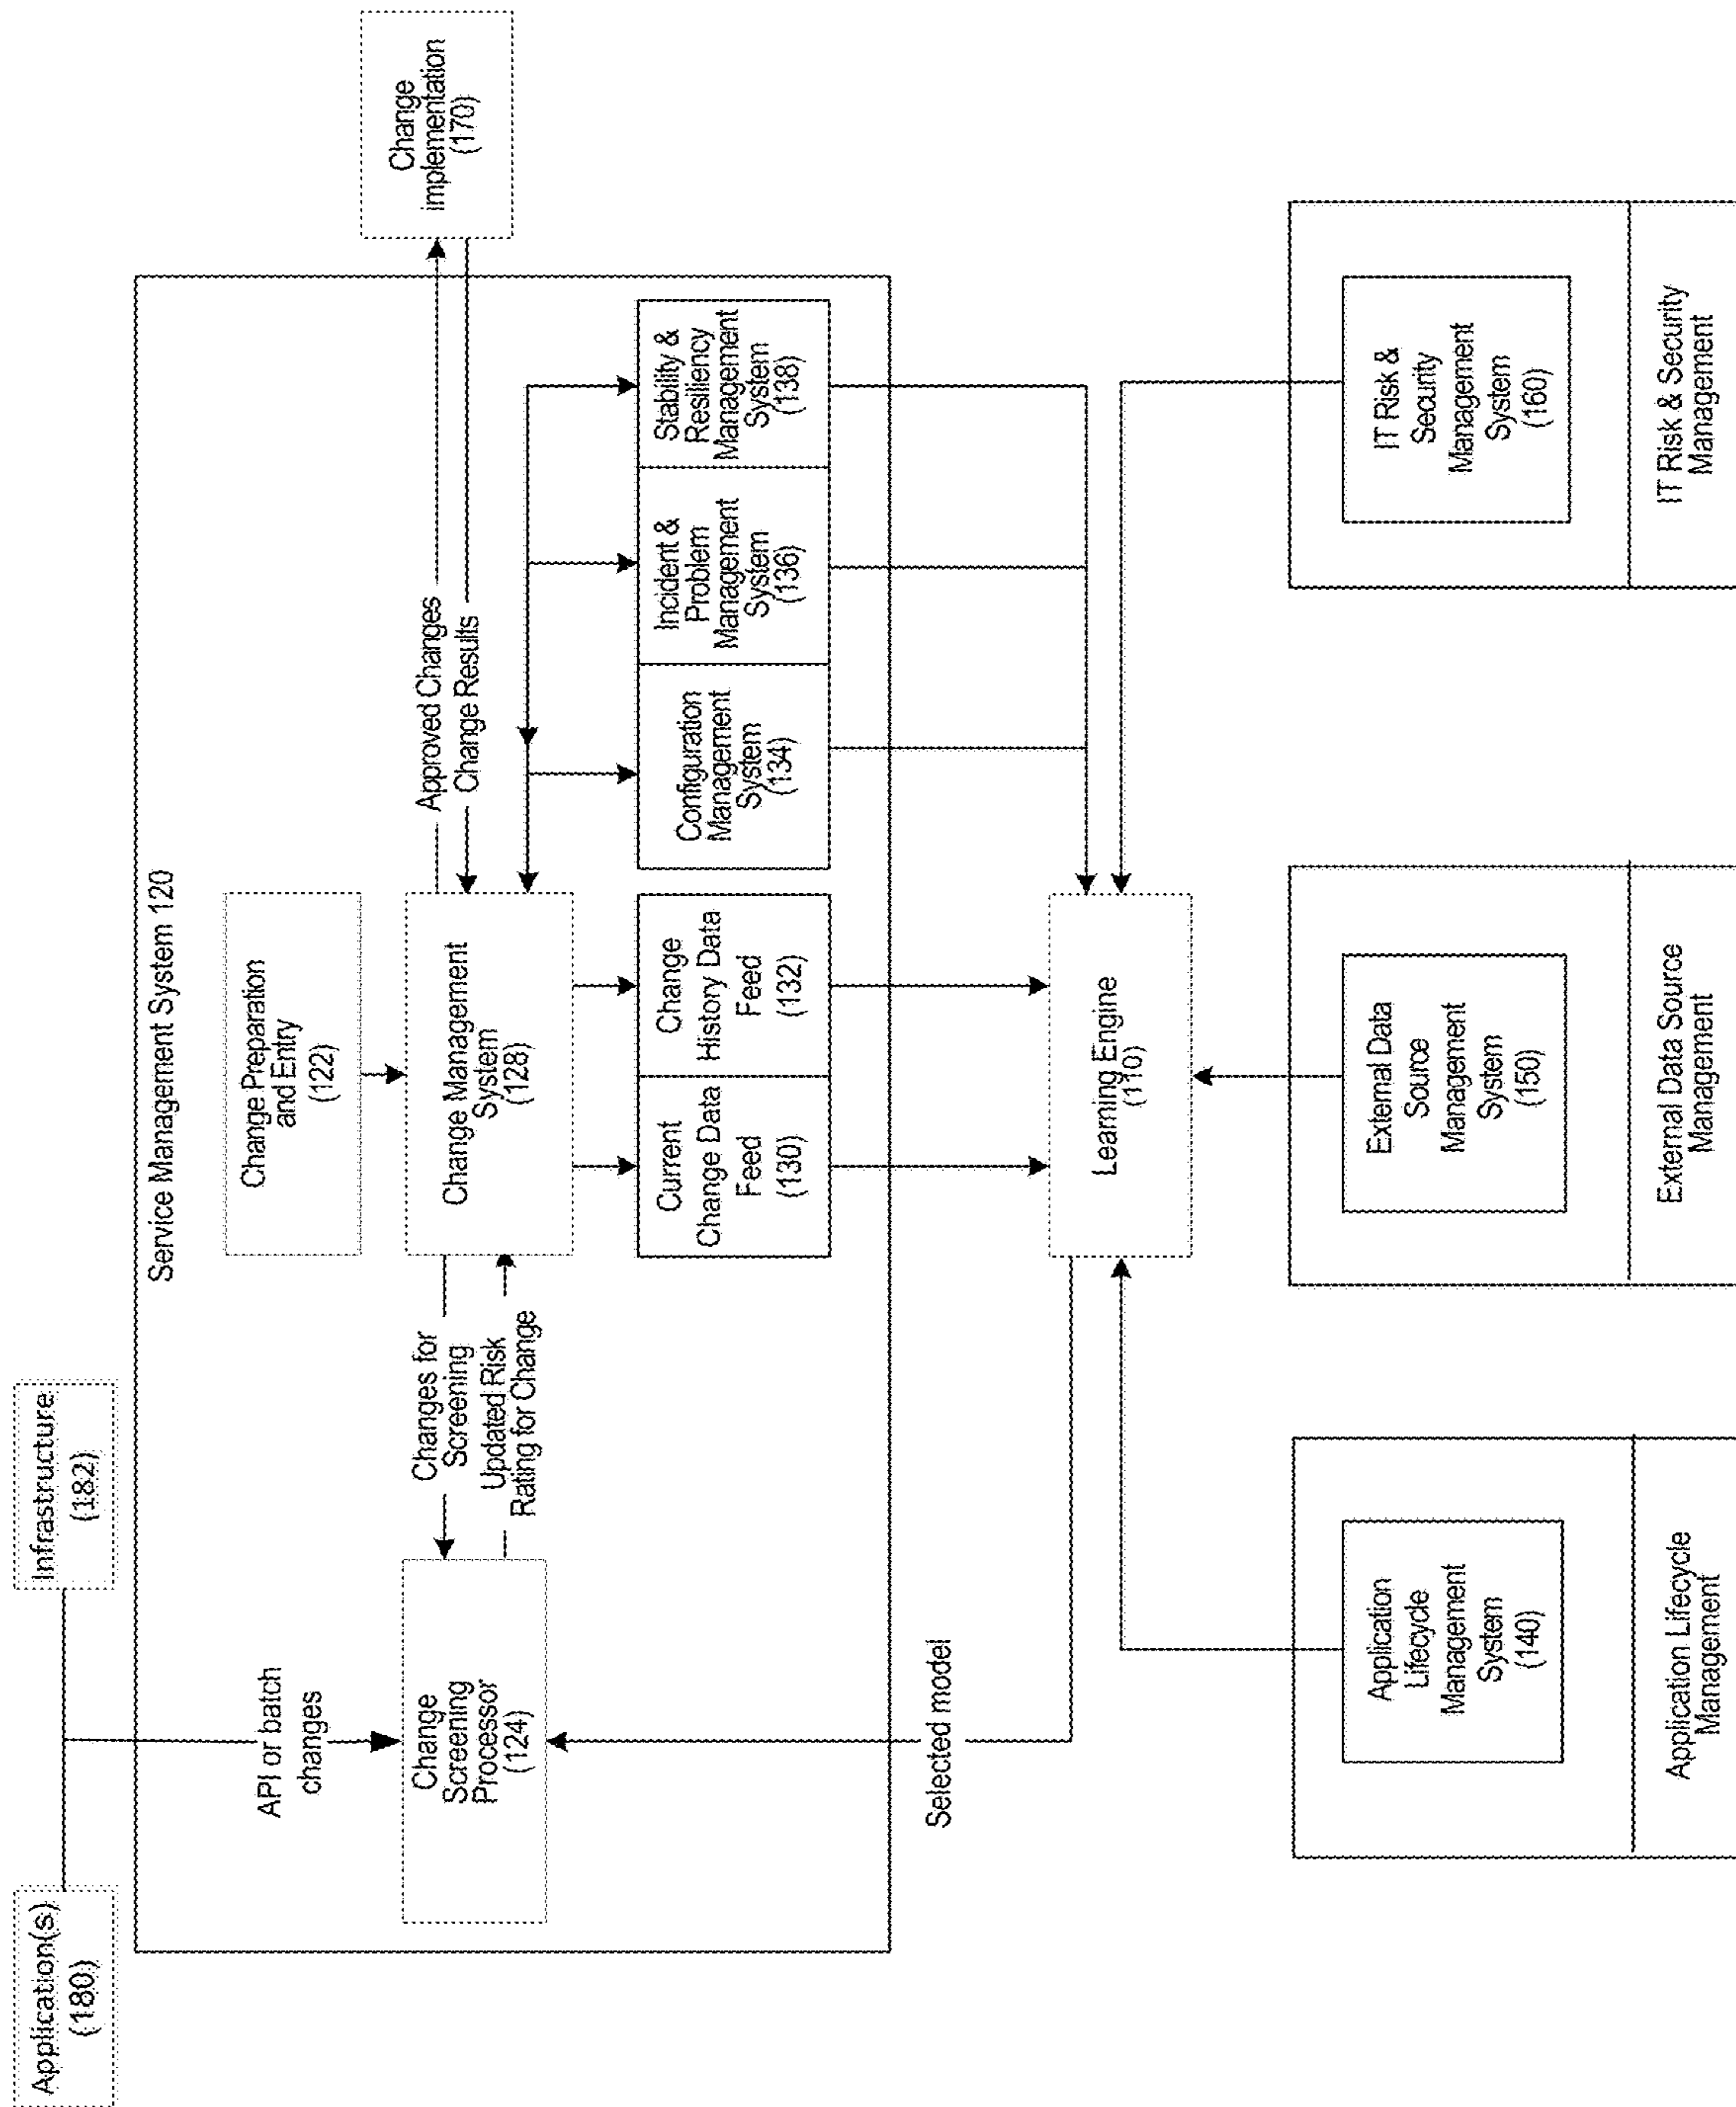 Application(s)
(180)
Infrastructure
(182)
API or batch
changes
Service Management System 120
Change Preparation
and Entry
(122)
Change
Screening
Processor
(124)
Changes for
Screening
Updated Risk
Rating for Change
Change Management
System
(128)
Approved Changes
Change Results
Change
implementation
(170)
Current
Change Data
Feed
(130)
Change
History Data
Feed
(132)
Configuration
Management
System
(134)
Incident &
Problem
Management
System
(136)
Stability &
Resiliency
Management
System
(138)
Selected model
Learning Engine
(110)
Application
Lifecycle
Management
System
(140)
Application Lifecycle
Management
External Data
Source
Management
System
(150)
External Data Source
Management
IT Risk &
Security
Management
System
(160)
IT Risk & Security
Management